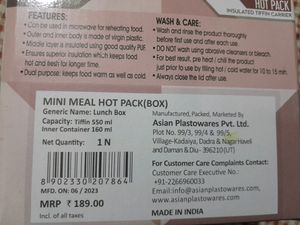 HOT PACK
INSULATED TIFFIN CARRIER
FEATURES:
• Can be used in microwave for reheating food.
• Outer and inner body is made of virgin plastic.
• Middle layer is insulated using good quality PUF
• Ensures superior insulation which keeps food
hot and fresh for longer time.
• Dual purpose: keeps food warm as well as cold
WASH & CARE:
• Wash and rinse the product thoroughly
before first use and after each use.
• DO NOT wash using abrasive cleansers or bleach.
• For best results, pre-heat or cool the product
just prior to use by filling hot / cold water for 10 to 15 min.
• Always close the lid after use.
MINI MEAL HOT PACK(BOX)
Generic Name: Lunch Box
Capacity: Tiffin 550 ml
Inner Container 160 ml
Net Quantity: 1 N
8 902330 207864
MFD. ON: 06 / 2023
MRP ₹ 189.00
Incl. of all taxes
Manufactured, Packed, Marketed By
Asian Plastowares Pvt. Ltd.
Plot No. 99/3, 99/4 & 99/5,
Village-Kadaiya, Dadra & Nagar Haveli
and Daman & Diu- 396210 (UT)
For Customer Care Complaints Contact:
Customer Care Executive No.:
+91-2266960033
info@asianplastowares.com
www.asianplastowares.com
MADE IN INDIA